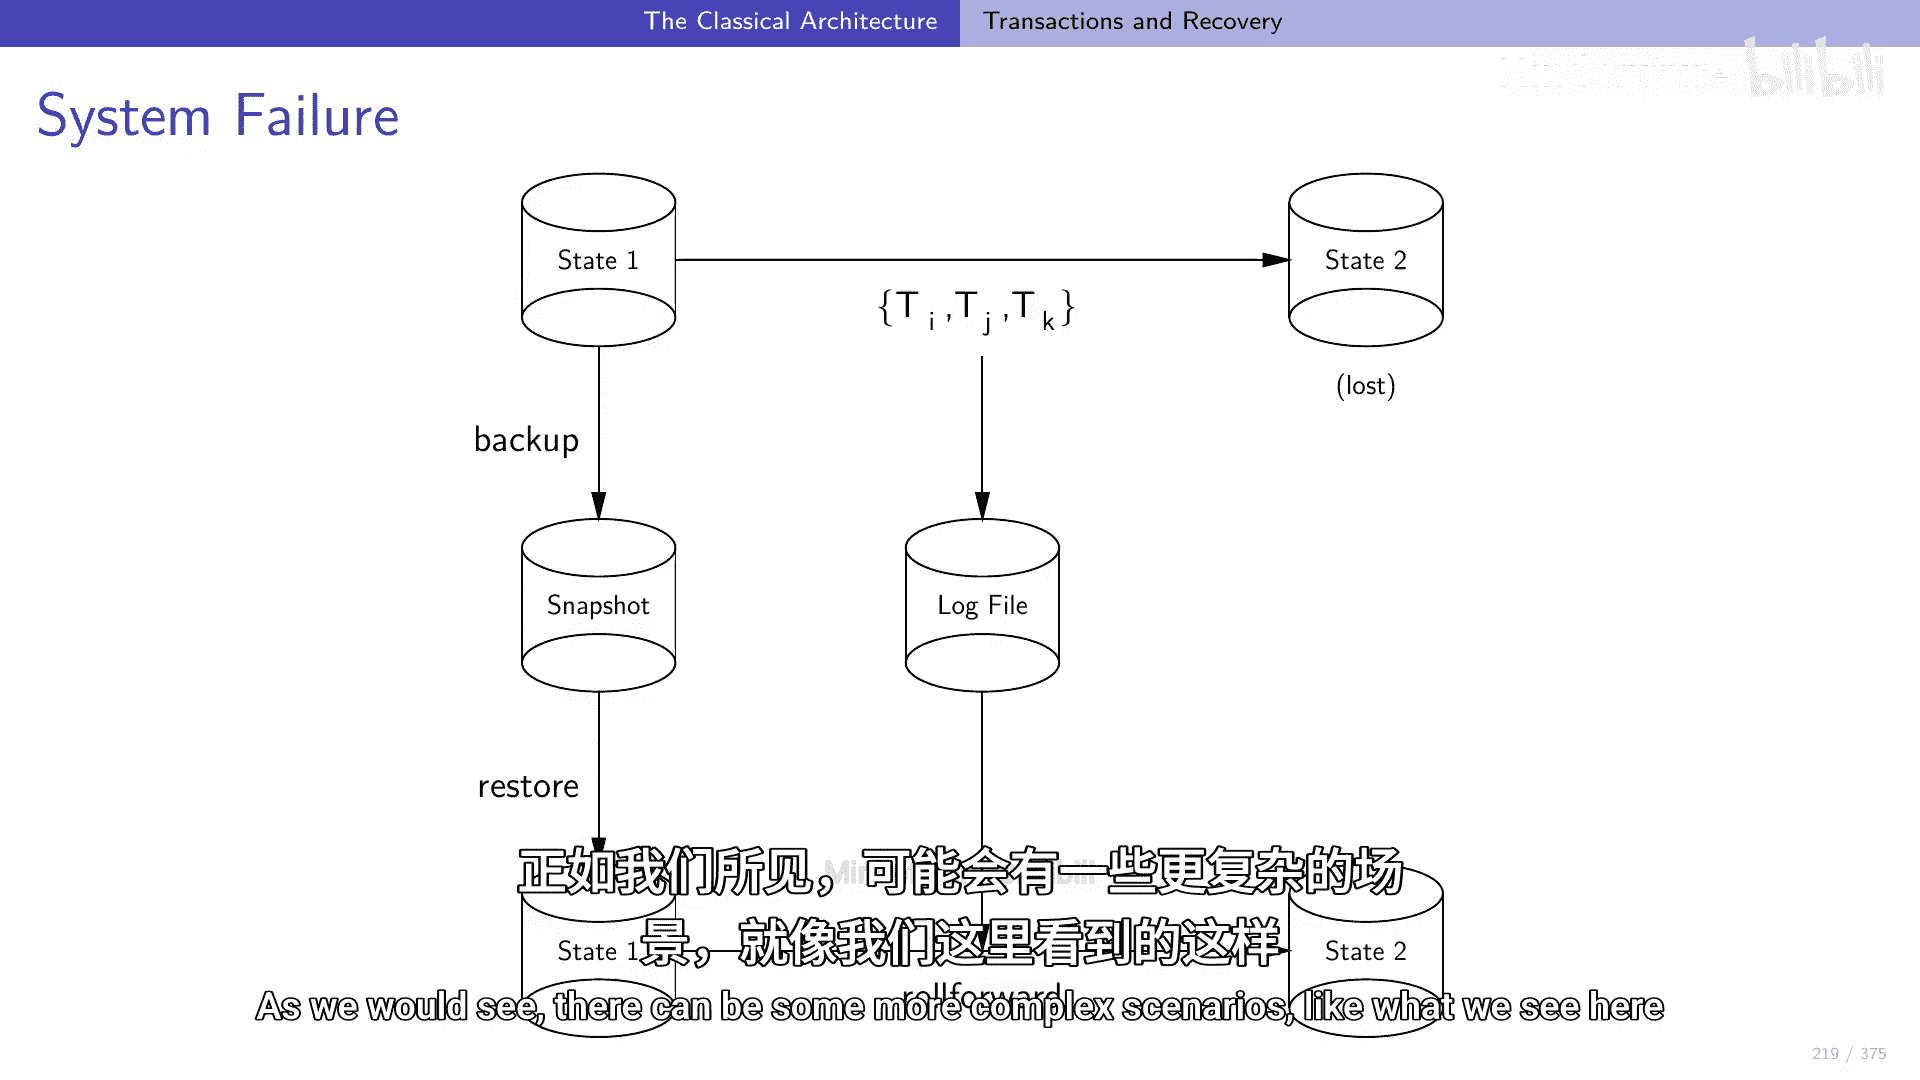 The Classical Architecture
Transactions and Recovery
bilibili
System Failure
State 1
State 2
{T i ,T j ,T k }
(lost)
backup
Snapshot
Log File
restore
正如我们所见，可能会有一些更复杂的场
景，就像我们这里看到的这样
State 1
State 2
rollforward
As we would see, there can be some more complex scenarios, like what we see here
219 / 375